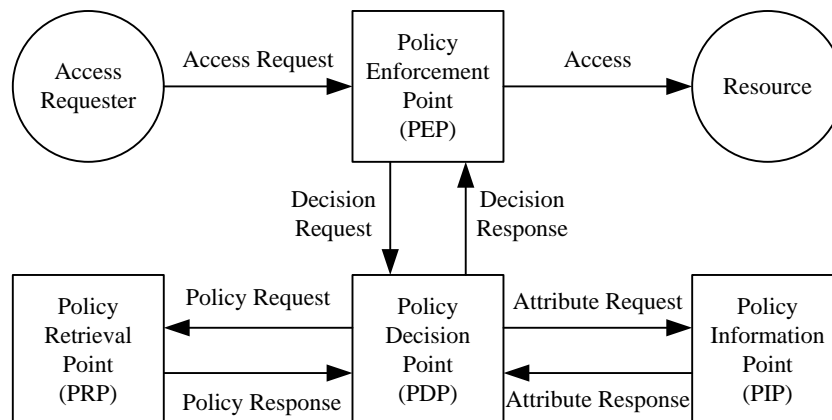 Access
Requester
Access Request
Policy
Enforcement
Point
(PEP)
Access
Resource
Decision
Request
Decision
Response
Policy
Retrieval
Point
(PRP)
Policy Request
Policy Response
Policy
Decision
Point
(PDP)
Attribute Request
Attribute Response
Policy
Information
Point
(PIP)